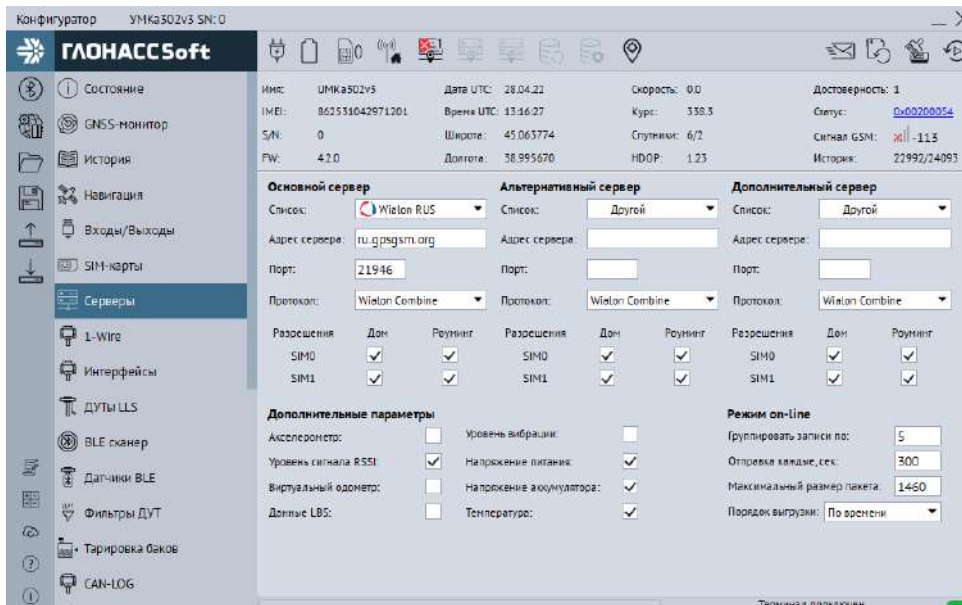 Конфигуратор УМКа302v3 SN: 0
ГЛОНАССSoft
Состояние
GNSS-монитор
История
Навигация
Входы/Выходы
SIM-карты
Серверы
1-Wire
Интерфейсы
ДУТы LLS
BLE сканер
Датчики BLE
Фильтры ДУТ
Тарировка баков
CAN-LOG
0
Имя: UMKa302v3 Дата UTC: 28.04.22 Скорость: 0.0 Достоверность: 1
IMEI: 862531042971201 Время UTC: 13:16:27 Курс: 338.3 Статус: 0x00200054
S/N: 0 Широта: 45.063774 Спутники: 6/2 Сигнал GSM: -113
FW: 4.2.0 Долгота: 38.995670 HDOP: 1.23 История: 22992/24093
Основной сервер Альтернативный сервер Дополнительный сервер
Список: Wialon RUS Список: Другой Список: Другой
Адрес сервера: ru.gpsgsm.org Адрес сервера: Адрес сервера:
Порт: 21946 Порт: Порт:
Протокол: Wialon Combine Протокол: Wialon Combine Протокол: Wialon Combine
Разрешения Дом Роуминг Разрешения Дом Роуминг Разрешения Дом Роуминг
SIM0 SIM0 SIM0
SIM1 SIM1 SIM1
Дополнительные параметры Режим on-line
Акселерометр: Уровень вибрации: Группировать записи по: 5
Уровень сигнала RSSI: Напряжение питания: Отправка каждые, сек: 300
Виртуальный одометр: Напряжение аккумулятора: Максимальный размер пакета: 1460
Данные LBS: Температура: Порядок выгрузки: По времени
Терминал подключен